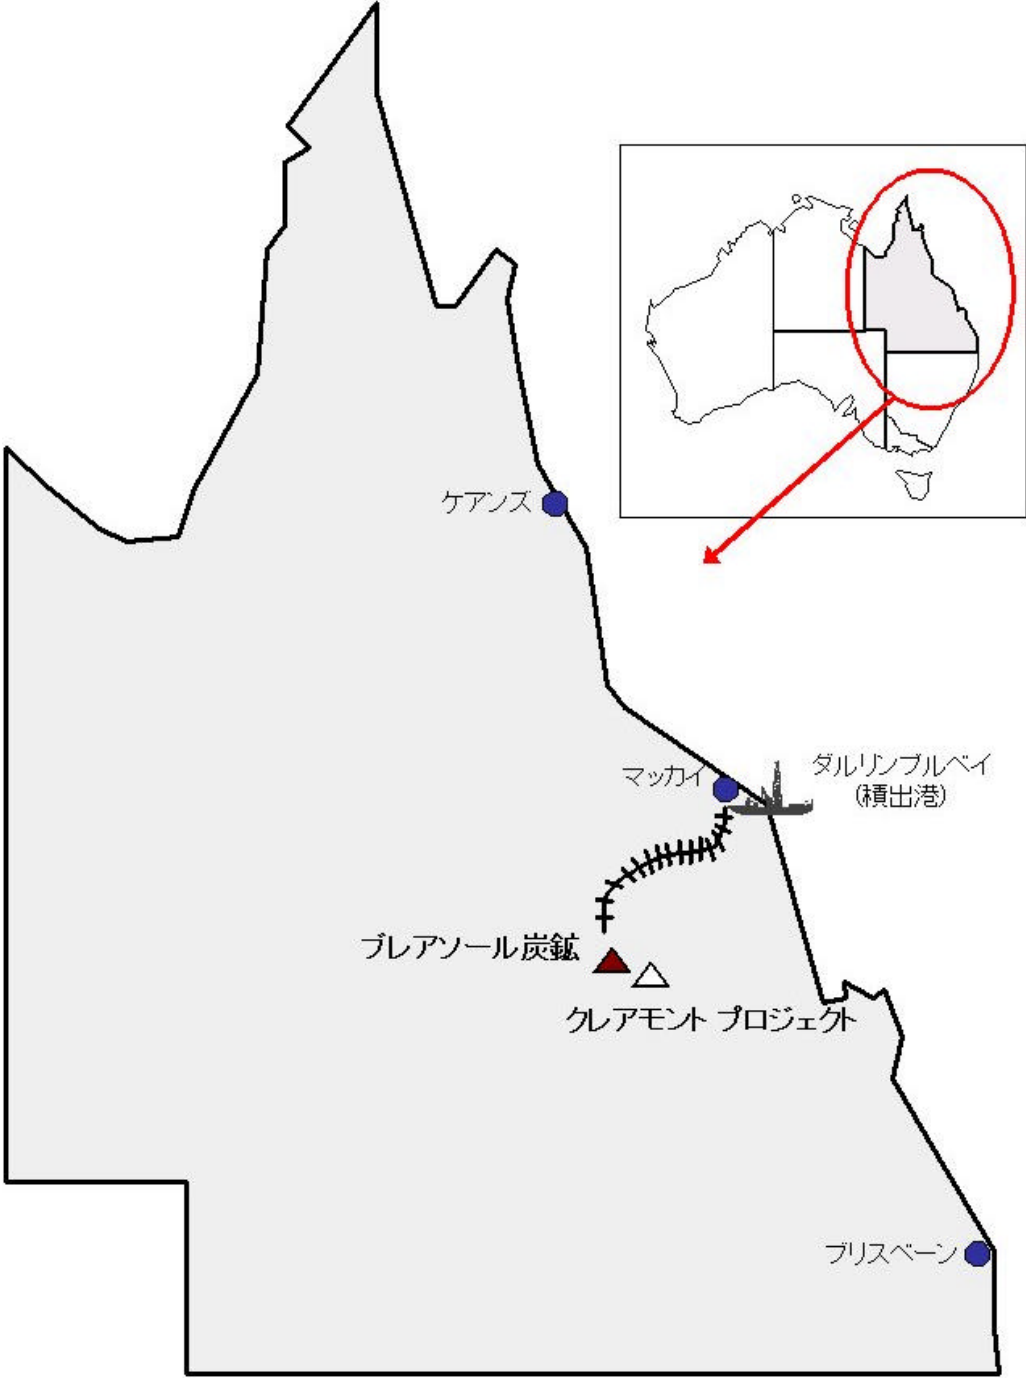 ケアンズ
マッカイ
ダルリンプルベイ
(積出港)
ブレアソール炭鉱
クレアモント プロジェクト
ブリスベーン